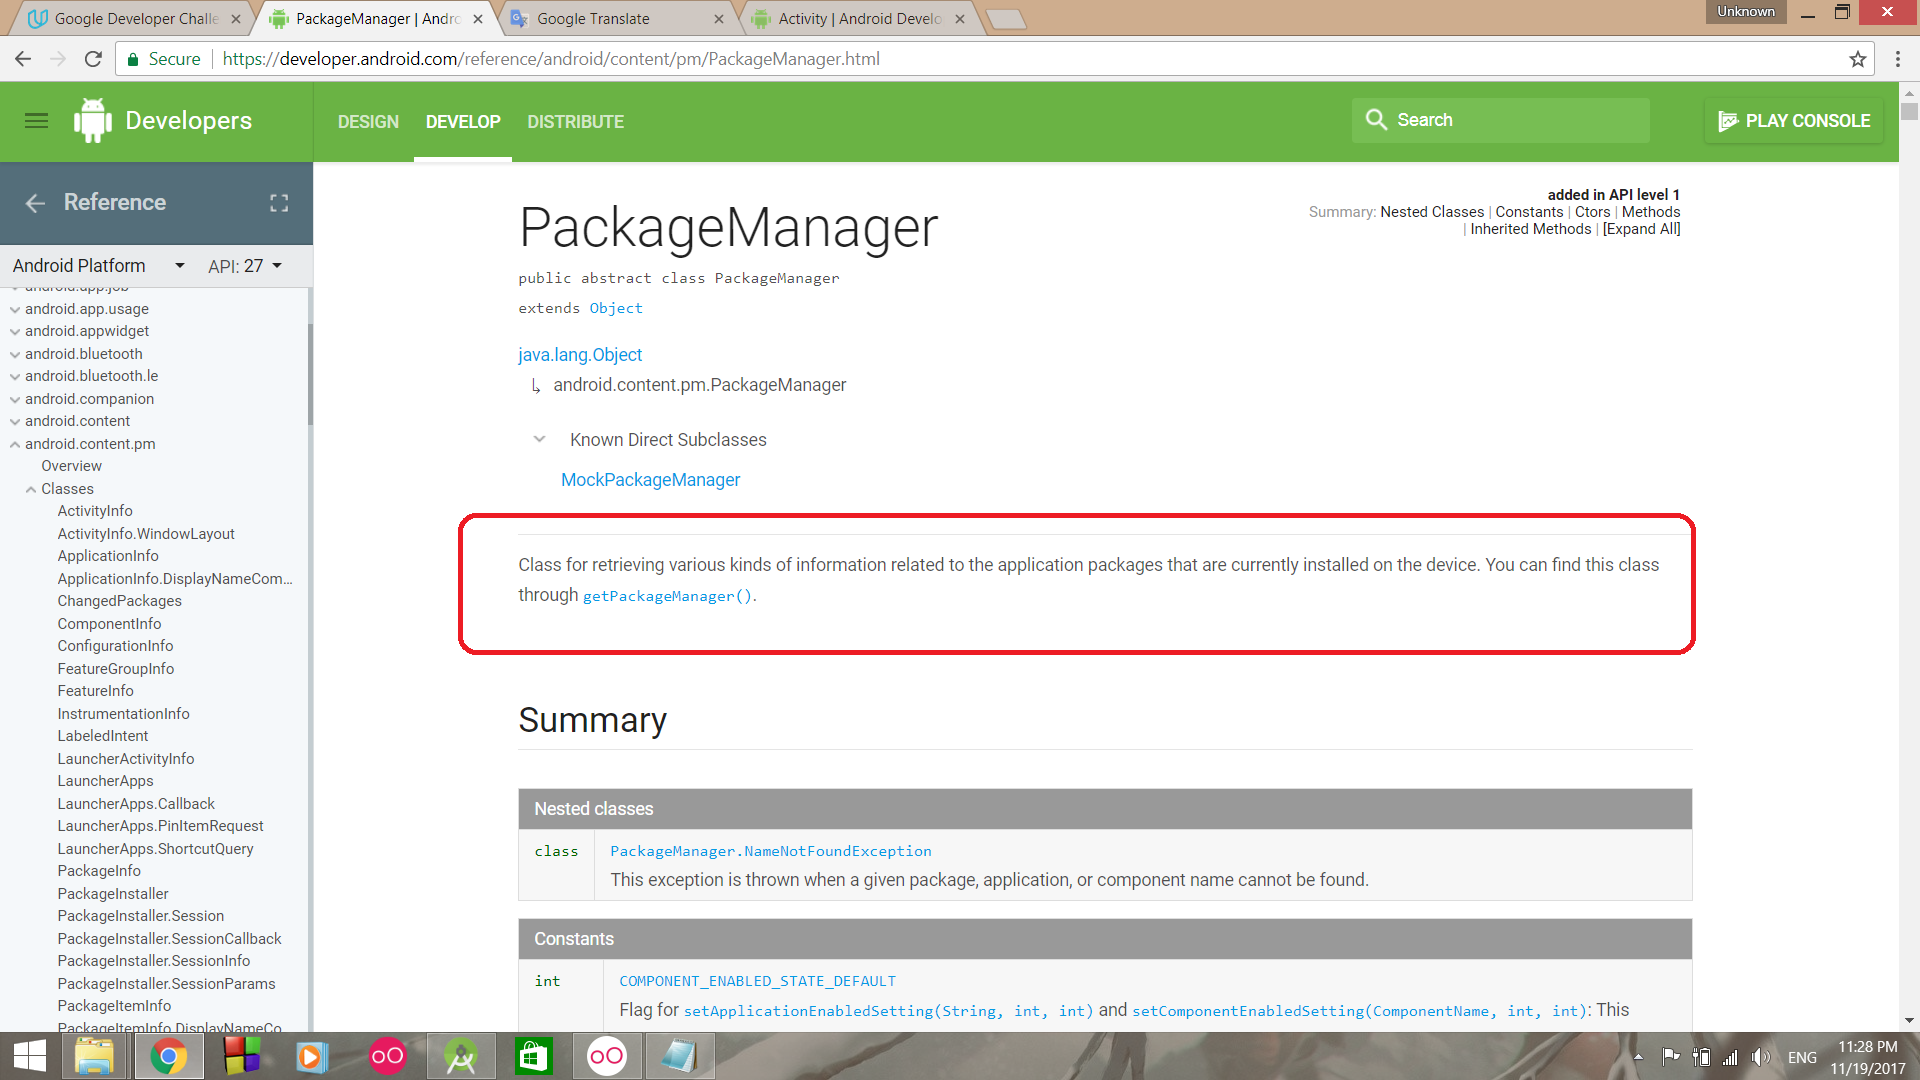 Google Developer Challe
PackageManager | Andro
Google Translate
Activity | Android Develo
Unknown
Secure
https://developer.android.com/reference/android/content/pm/PackageManager.html
Developers
DESIGN
DEVELOP
DISTRIBUTE
Search
PLAY CONSOLE
Reference
Android Platform
API: 27
android.app.job
android.app.usage
android.appwidget
android.bluetooth
android.bluetooth.le
android.companion
android.content
android.content.pm
Overview
Classes
ActivityInfo
ActivityInfo.WindowLayout
ApplicationInfo
ApplicationInfo.DisplayNameCom...
ChangedPackages
ComponentInfo
ConfigurationInfo
FeatureGroupInfo
FeatureInfo
InstrumentationInfo
LabeledIntent
LauncherActivityInfo
LauncherApps
LauncherApps.Callback
LauncherApps.PinItemRequest
LauncherApps.ShortcutQuery
PackageInfo
PackageInstaller
PackageInstaller.Session
PackageInstaller.SessionCallback
PackageInstaller.SessionInfo
PackageInstaller.SessionParams
PackageItemInfo
PackageItemInfo.DisplayNameCo
added in API level 1
Summary: Nested Classes | Constants | Ctors | Methods
| Inherited Methods | [Expand All]
PackageManager
public abstract class PackageManager
extends Object
java.lang.Object
↳ android.content.pm.PackageManager
Known Direct Subclasses
MockPackageManager
Class for retrieving various kinds of information related to the application packages that are currently installed on the device. You can find this class
through getPackageManager().
Summary
Nested classes
class PackageManager.NameNotFoundException
This exception is thrown when a given package, application, or component name cannot be found.
Constants
int COMPONENT_ENABLED_STATE_DEFAULT
Flag for setApplicationEnabledSetting(String, int, int) and setComponentEnabledSetting(ComponentName, int, int): This
ENG
11:28 PM
11/19/2017